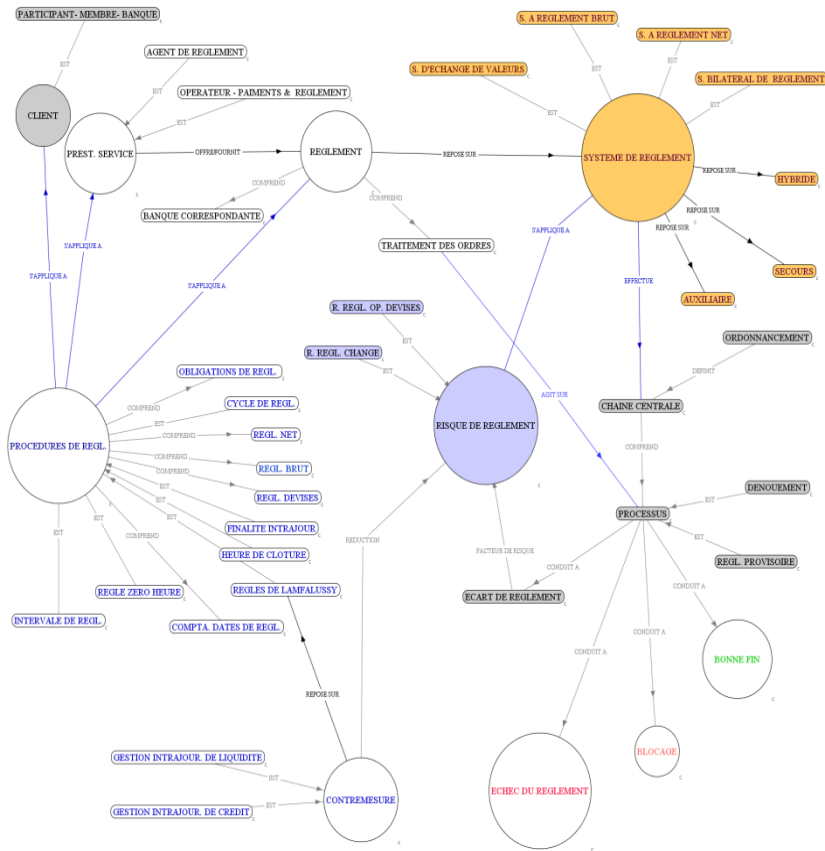 PARTICIPANT- MEMBRE- BANQUE
S. A REGLEMENT BRUT
S. A REGLEMENT NET
EST
AGENT DE REGLEMENT
EST
EST
S. D'ECHANGE DE VALEURS
S. BILATERAL DE REGLEMENT
EST
OPERATEUR - PAIMENTS & REGLEMENT
EST
EST
CLIENT
EST
PREST. SERVICE
OFFRE/FOURNIT
REGLEMENT
REPOSE SUR
SYSTEME DE REGLEMENT
REPOSE SUR
HYBRIDE
COMPREND
COMPREND
BANQUE CORRESPONDANTE
REPOSE SUR
REPOSE SUR
S'APPLIQUE A
TRAITEMENT DES ORDRES
S'APPLIQUE A
S'APPLIQUE A
S'APPLIQUE A
SECOURS
EFFECTUE
AUXILIAIRE
R. REGL. OP. DEVISES
EST
ORDONNANCEMENT
R. REGL. CHANGE
EST
DEFINIT
OBLIGATIONS DE REGL.
COMPREND
AGIT SUR
CYCLE DE REGL.
EST
CHAINE CENTRALE
RISQUE DE REGLEMENT
REGL. NET
COMPREND
PROCEDURES DE REGL.
COMPREND
COMPREND
REGL. BRUT
COMPREND
REGL. DEVISES
EST
DENOUEMENT
EST
EST
PROCESSUS
EST
EST
FINALITE INTRAJOUR
EST
COMPREND
EST
REDUCTION
HEURE DE CLOTURE
FACTEUR DE RISQUE
REGL. PROVISOIRE
CONDUIT A
CONDUIT A
REGLE ZERO HEURE
REGLES DE LAMFALUSSY
ECART DE REGLEMENT
INTERVALE DE REGL.
COMPTA. DATES DE REGL.
CONDUIT A
CONDUIT A
BONNE FIN
REPOSE SUR
BLOCAGE
GESTION INTRAJOUR. DE LIQUIDITE
EST
ECHEC DU REGLEMENT
CONTREMESURE
EST
GESTION INTRAJOUR. DE CREDIT